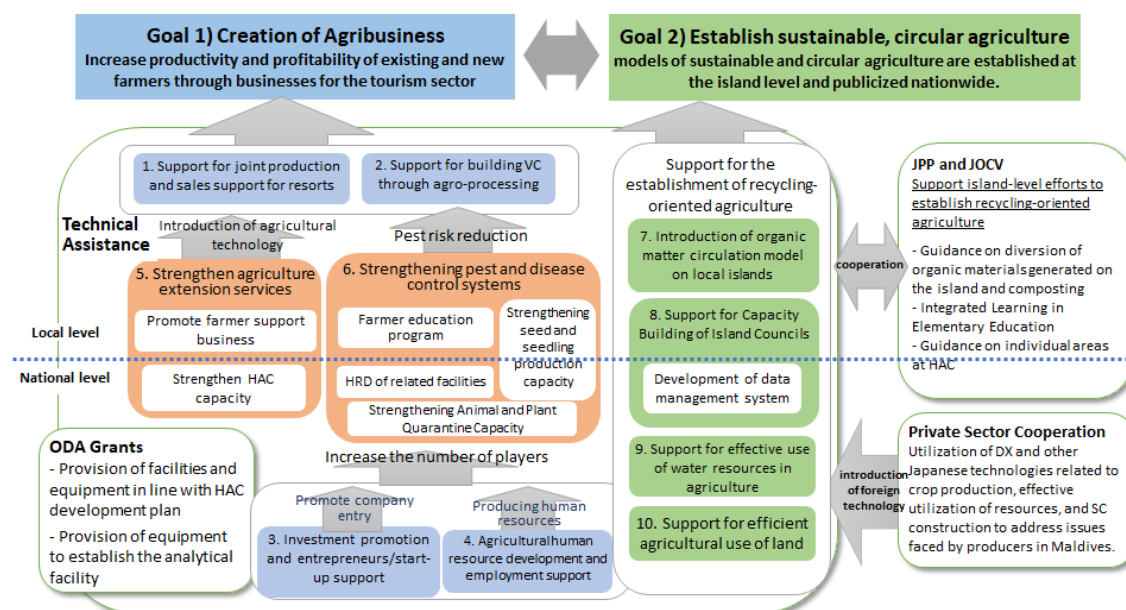 Goal 1) Creation of Agribusiness
Increase productivity and profitability of existing and new
farmers through businesses for the tourism sector
Goal 2) Establish sustainable, circular agriculture
models of sustainable and circular agriculture are established at
the island level and publicized nationwide.
1. Support for joint production
and sales support for resorts
2. Support for building VC
through agro-processing
Technical
Assistance
Introduction of agricultural
technology
Pest risk reduction
5. Strengthen agriculture
extension services
Promote farmer support
business
Strengthen HAC
capacity
6. Strengthening pest and disease
control systems
Farmer education
program
Strengthening
seed and
seedling
production
capacity
HRD of related facilities
Strengthening Animal and Plant
Quarantine Capacity
Local level
National level
ODA Grants
- Provision of facilities and
equipment in line with HAC
development plan
- Provision of equipment
to establish the analytical
facility
Increase the number of players
Promote company
entry
Producing human
resources
3. Investment promotion
and entrepreneurs/start-
up support
4. Agriculturalhuman
resource development and
employment support
Support for the
establishment of recycling-
oriented agriculture
7. Introduction of organic
matter circulation model
on local islands
8. Support for Capacity
Building of Island Councils
Development of data
management system
9. Support for effective use
of water resources in
agriculture
10. Support for efficient
agricultural use of land
cooperation
JPP and JOCV
Support island-level efforts to
establish recycling-oriented
agriculture
- Guidance on diversion of
organic materials generated on
the island and composting
- Integrated Learning in
Elementary Education
- Guidance on individual areas
at HAC
introduction
of foreign
technology
Private Sector Cooperation
Utilization of DX and other
Japanese technologies related to
crop production, effective
utilization of resources, and SC
construction to address issues
faced by producers in Maldives.